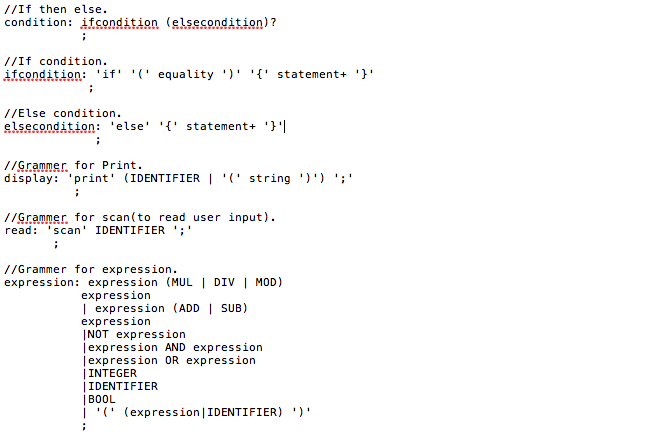 //If then else.
condition: ifcondition (elsecondition)?
;
//If condition.
ifcondition: 'if' '(' equality ')' '{' statement+ '}'
;
//Else condition.
elsecondition: 'else' '{' statement+ '}'
;
//Grammer for Print.
display: 'print' (IDENTIFIER | '(' string ')') ';'
;
//Grammer for scan(to read user input).
read: 'scan' IDENTIFIER ';'
;
//Grammer for expression.
expression: expression (MUL | DIV | MOD)
expression
| expression (ADD | SUB)
expression
|NOT expression
|expression AND expression
|expression OR expression
|INTEGER
|IDENTIFIER
|BOOL
| '(' (expression|IDENTIFIER) ')'
;